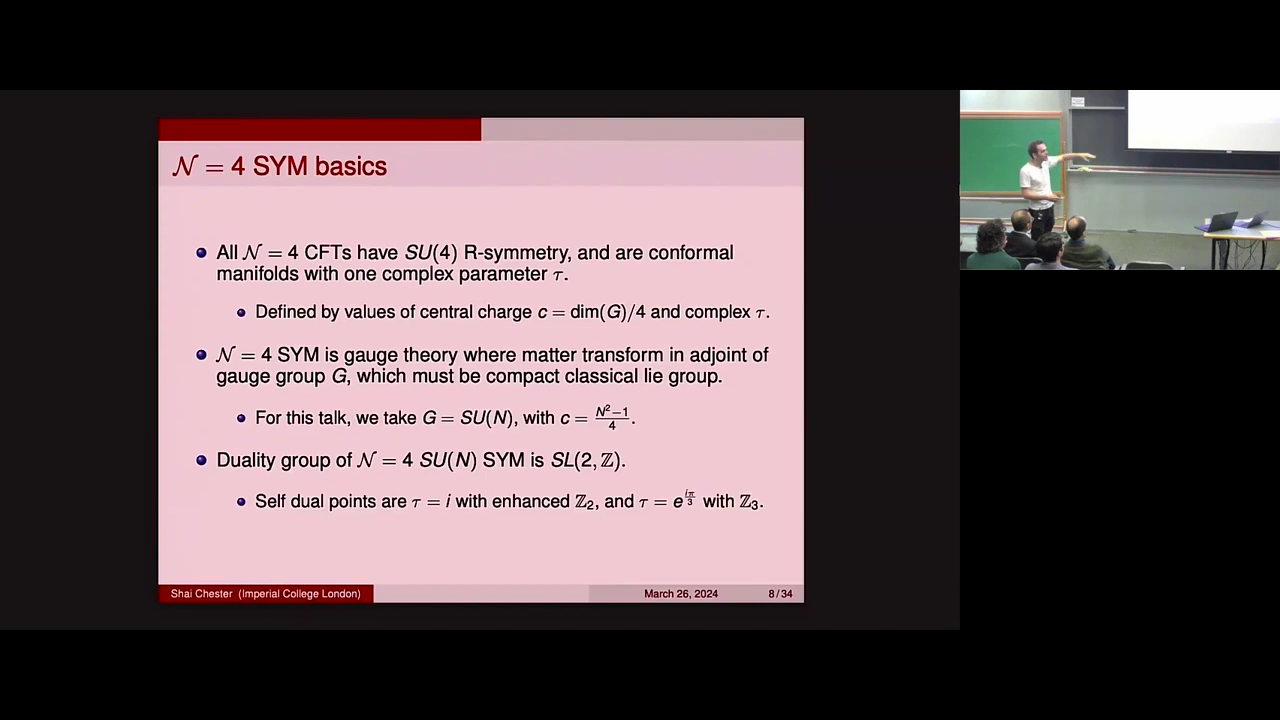 𝒩 = 4 SYM basics
All 𝒩 = 4 CFTs have SU(4) R-symmetry, and are conformal
manifolds with one complex parameter τ.
Defined by values of central charge c = dim(G)/4 and complex τ.
𝒩 = 4 SYM is gauge theory where matter transform in adjoint of
gauge group G, which must be compact classical lie group.
For this talk, we take G = SU(N), with c = \frac{N^2−1}{4}.
Duality group of 𝒩 = 4 SU(N) SYM is SL(2, ℤ).
Self dual points are τ = i with enhanced ℤ₂, and τ = e^{\frac{iπ}{3}} with ℤ₃.
Shai Chester (Imperial College London) March 26, 2024 8 / 34